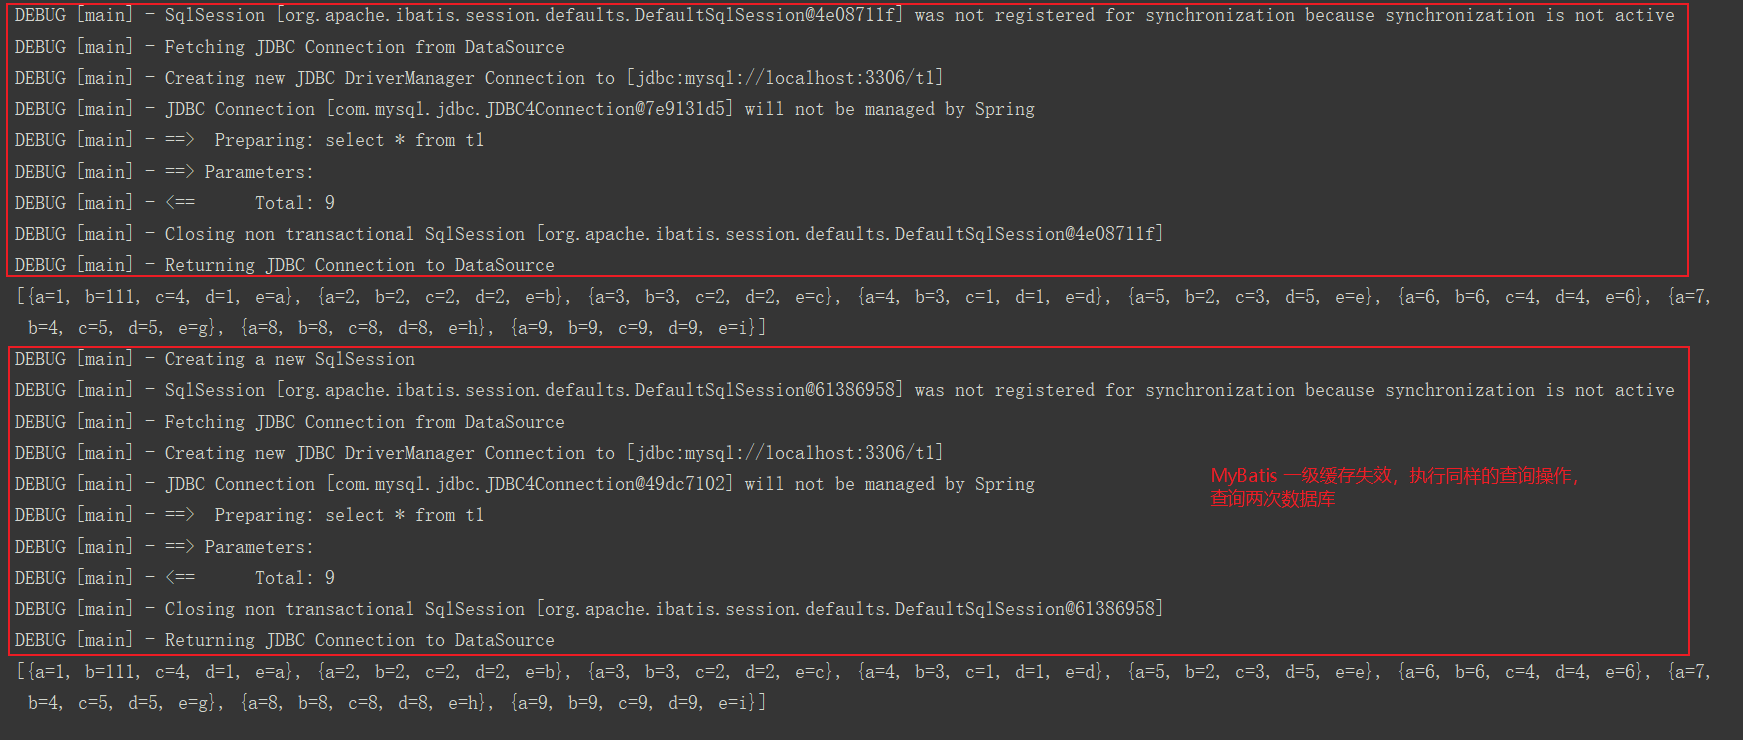 DEBUG [main] - SqlSession [org.apache.ibatis.session.defaults.DefaultSqlSession@4e08711f] was not registered for synchronization because synchronization is not active
DEBUG [main] - Fetching JDBC Connection from DataSource
DEBUG [main] - Creating new JDBC DriverManager Connection to [jdbc:mysql://localhost:3306/t1]
DEBUG [main] - JDBC Connection [com.mysql.jdbc.JDBC4Connection@7e9131d5] will not be managed by Spring
DEBUG [main] - ==>  Preparing: select * from t1
DEBUG [main] - ==> Parameters:
DEBUG [main] - <==      Total: 9
DEBUG [main] - Closing non transactional SqlSession [org.apache.ibatis.session.defaults.DefaultSqlSession@4e08711f]
DEBUG [main] - Returning JDBC Connection to DataSource
[{a=1, b=111, c=4, d=1, e=a}, {a=2, b=2, c=2, d=2, e=b}, {a=3, b=3, c=2, d=2, e=c}, {a=4, b=3, c=1, d=1, e=d}, {a=5, b=2, c=3, d=5, e=e}, {a=6, b=6, c=4, d=4, e=6}, {a=7,
b=4, c=5, d=5, e=g}, {a=8, b=8, c=8, d=8, e=h}, {a=9, b=9, c=9, d=9, e=i}]
DEBUG [main] - Creating a new SqlSession
DEBUG [main] - SqlSession [org.apache.ibatis.session.defaults.DefaultSqlSession@61386958] was not registered for synchronization because synchronization is not active
DEBUG [main] - Fetching JDBC Connection from DataSource
DEBUG [main] - Creating new JDBC DriverManager Connection to [jdbc:mysql://localhost:3306/t1]
DEBUG [main] - JDBC Connection [com.mysql.jdbc.JDBC4Connection@49dc7102] will not be managed by Spring
MyBatis 一级缓存失效，执行同样的查询操作，
查询两次数据库
DEBUG [main] - ==>  Preparing: select * from t1
DEBUG [main] - ==> Parameters:
DEBUG [main] - <==      Total: 9
DEBUG [main] - Closing non transactional SqlSession [org.apache.ibatis.session.defaults.DefaultSqlSession@61386958]
DEBUG [main] - Returning JDBC Connection to DataSource
[{a=1, b=111, c=4, d=1, e=a}, {a=2, b=2, c=2, d=2, e=b}, {a=3, b=3, c=2, d=2, e=c}, {a=4, b=3, c=1, d=1, e=d}, {a=5, b=2, c=3, d=5, e=e}, {a=6, b=6, c=4, d=4, e=6}, {a=7,
b=4, c=5, d=5, e=g}, {a=8, b=8, c=8, d=8, e=h}, {a=9, b=9, c=9, d=9, e=i}]